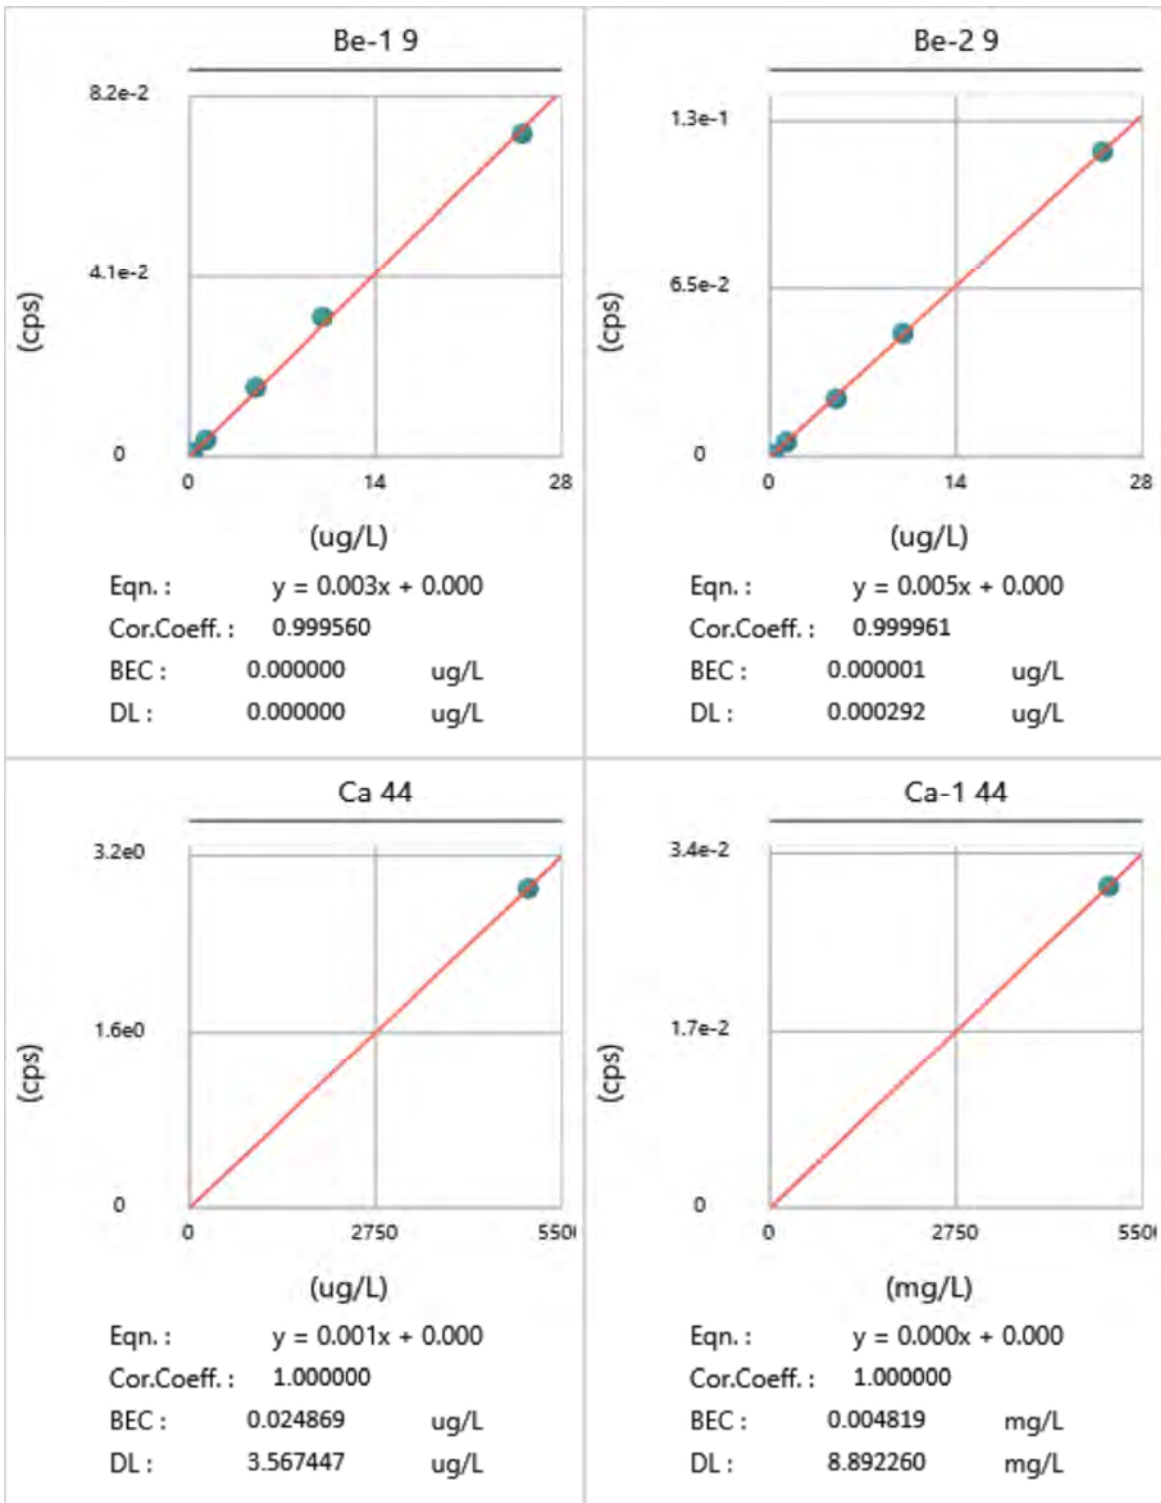 Be-1 9
8.2e-2
4.1e-2
0
(cps)
0 14 28
(ug/L)
Eqn. : y = 0.003x + 0.000
Cor.Coeff. : 0.999560
BEC : 0.000000 ug/L
DL : 0.000000 ug/L
Be-2 9
1.3e-1
6.5e-2
0
(cps)
0 14 28
(ug/L)
Eqn. : y = 0.005x + 0.000
Cor.Coeff. : 0.999961
BEC : 0.000001 ug/L
DL : 0.000292 ug/L
Ca 44
3.2e0
1.6e0
0
(cps)
0 2750
(ug/L)
Eqn. : y = 0.001x + 0.000
Cor.Coeff. : 1.000000
BEC : 0.024869 ug/L
DL : 3.567447 ug/L
Ca-1 44
3.4e-2
1.7e-2
0
(cps)
0 2750
(mg/L)
Eqn. : y = 0.000x + 0.000
Cor.Coeff. : 1.000000
BEC : 0.004819 mg/L
DL : 8.892260 mg/L